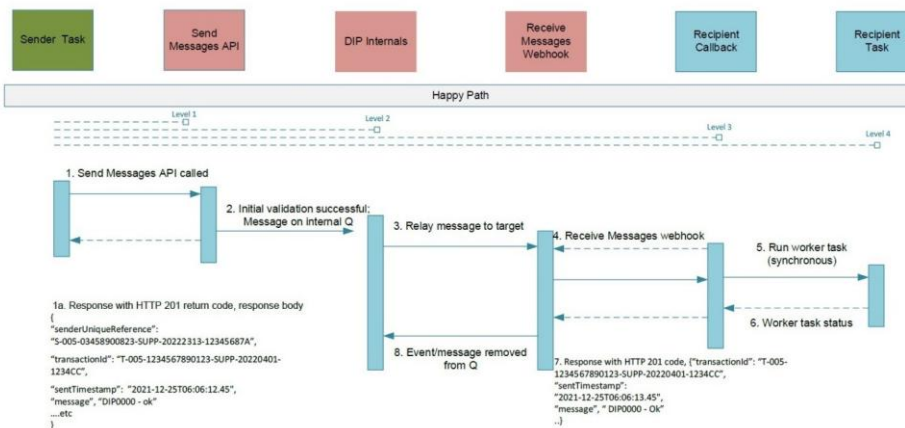 Sender Task
Send
Messages API
DIP Internals
Receive
Messages
Webhook
Recipient
Callback
Recipient
Task
Happy Path
Level 1
Level 2
Level 3
Level 4
1. Send Messages API called
2. Initial validation successful;
Message on internal Q
3. Relay message to target
4. Receive Messages webhook
5. Run worker task
(synchronous)
6. Worker task status
1a. Response with HTTP 201 return code, response body
{
"senderUniqueReference":
"S-005-03458900823-SUPP-20222313-12345687A",
"transactionId": "T-005-1234567890123-SUPP-20220401-
1234CC",
"sentTimestamp": "2021-12-25T06:06:12.45",
"message", "DIP0000 - ok"
....etc
}
8. Event/message removed
from Q
7. Response with HTTP 201 code, {"transactionId": "T-005-
1234567890123-SUPP-20220401-1234CC",
"sentTimestamp":
"2021-12-25T06:06:13.45",
"message", " DIP0000 - Ok"
..}